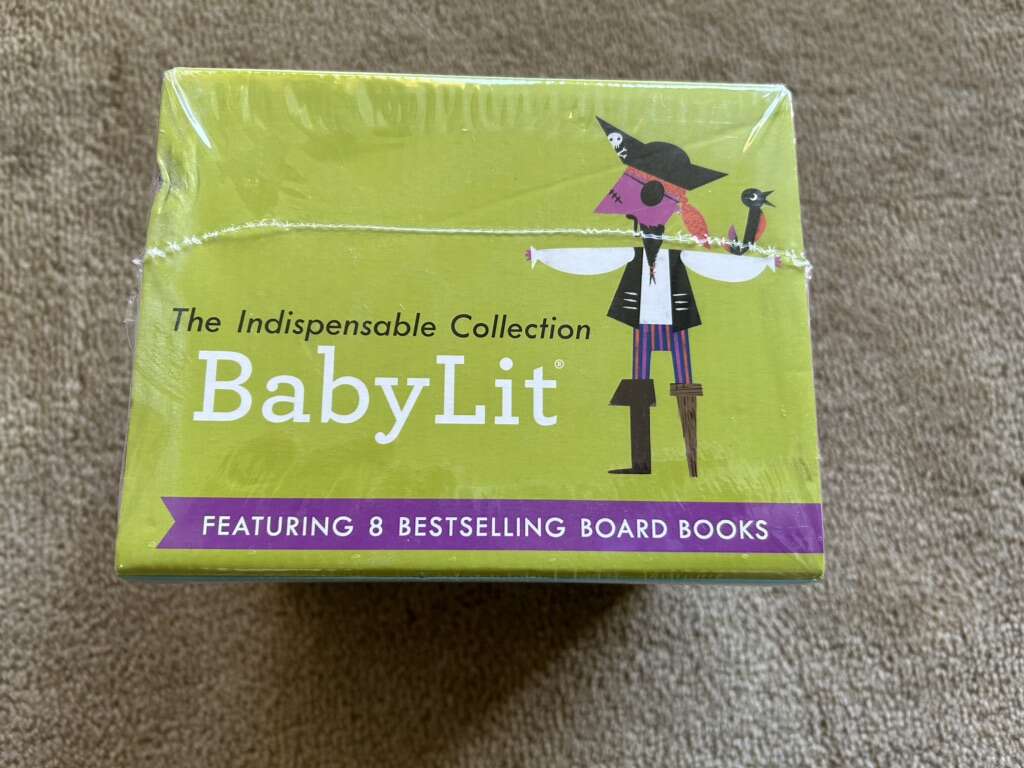 The Indispensable Collection
BabyLit®
FEATURING 8 BESTSELLING BOARD BOOKS